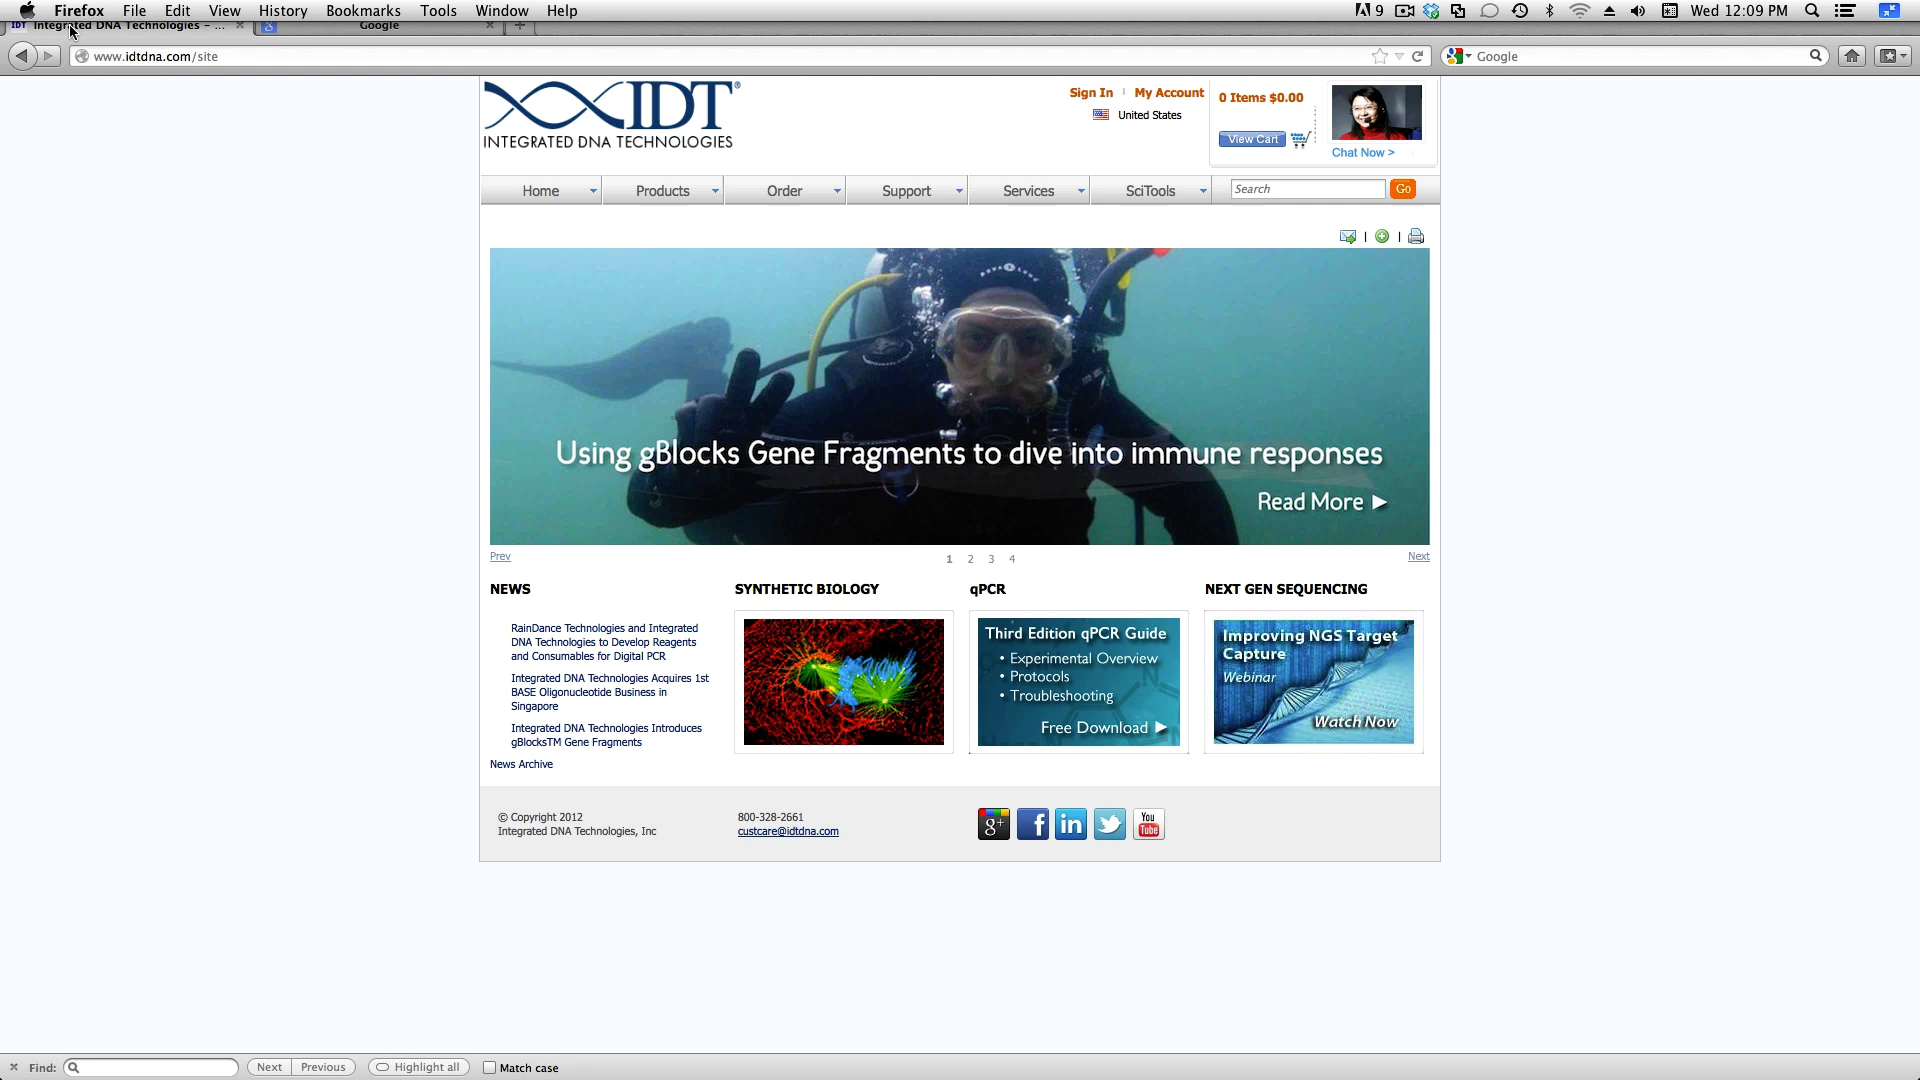 Firefox File Edit View History Bookmarks Tools Window Help
9 Wed 12:09 PM
IDT Integrated DNA Technologies - ... Google
www.idtdna.com/site
Google
IDT®
INTEGRATED DNA TECHNOLOGIES
Sign In | My Account
United States
0 Items $0.00
View Cart
Chat Now >
Home Products Order Support Services SciTools Search Go
Using gBlocks Gene Fragments to dive into immune responses
Read More
Prev 1 2 3 4 Next
NEWS
RainDance Technologies and Integrated
DNA Technologies to Develop Reagents
and Consumables for Digital PCR
Integrated DNA Technologies Acquires 1st
BASE Oligonucleotide Business in
Singapore
Integrated DNA Technologies Introduces
gBlocksTM Gene Fragments
News Archive
SYNTHETIC BIOLOGY
qPCR
Third Edition qPCR Guide
• Experimental Overview
• Protocols
• Troubleshooting
Free Download
NEXT GEN SEQUENCING
Improving NGS Target
Capture
Webinar
Watch Now
© Copyright 2012
Integrated DNA Technologies, Inc
800-328-2661
custcare@idtdna.com
g+ f in You
Tube
Find: Next Previous Highlight all Match case